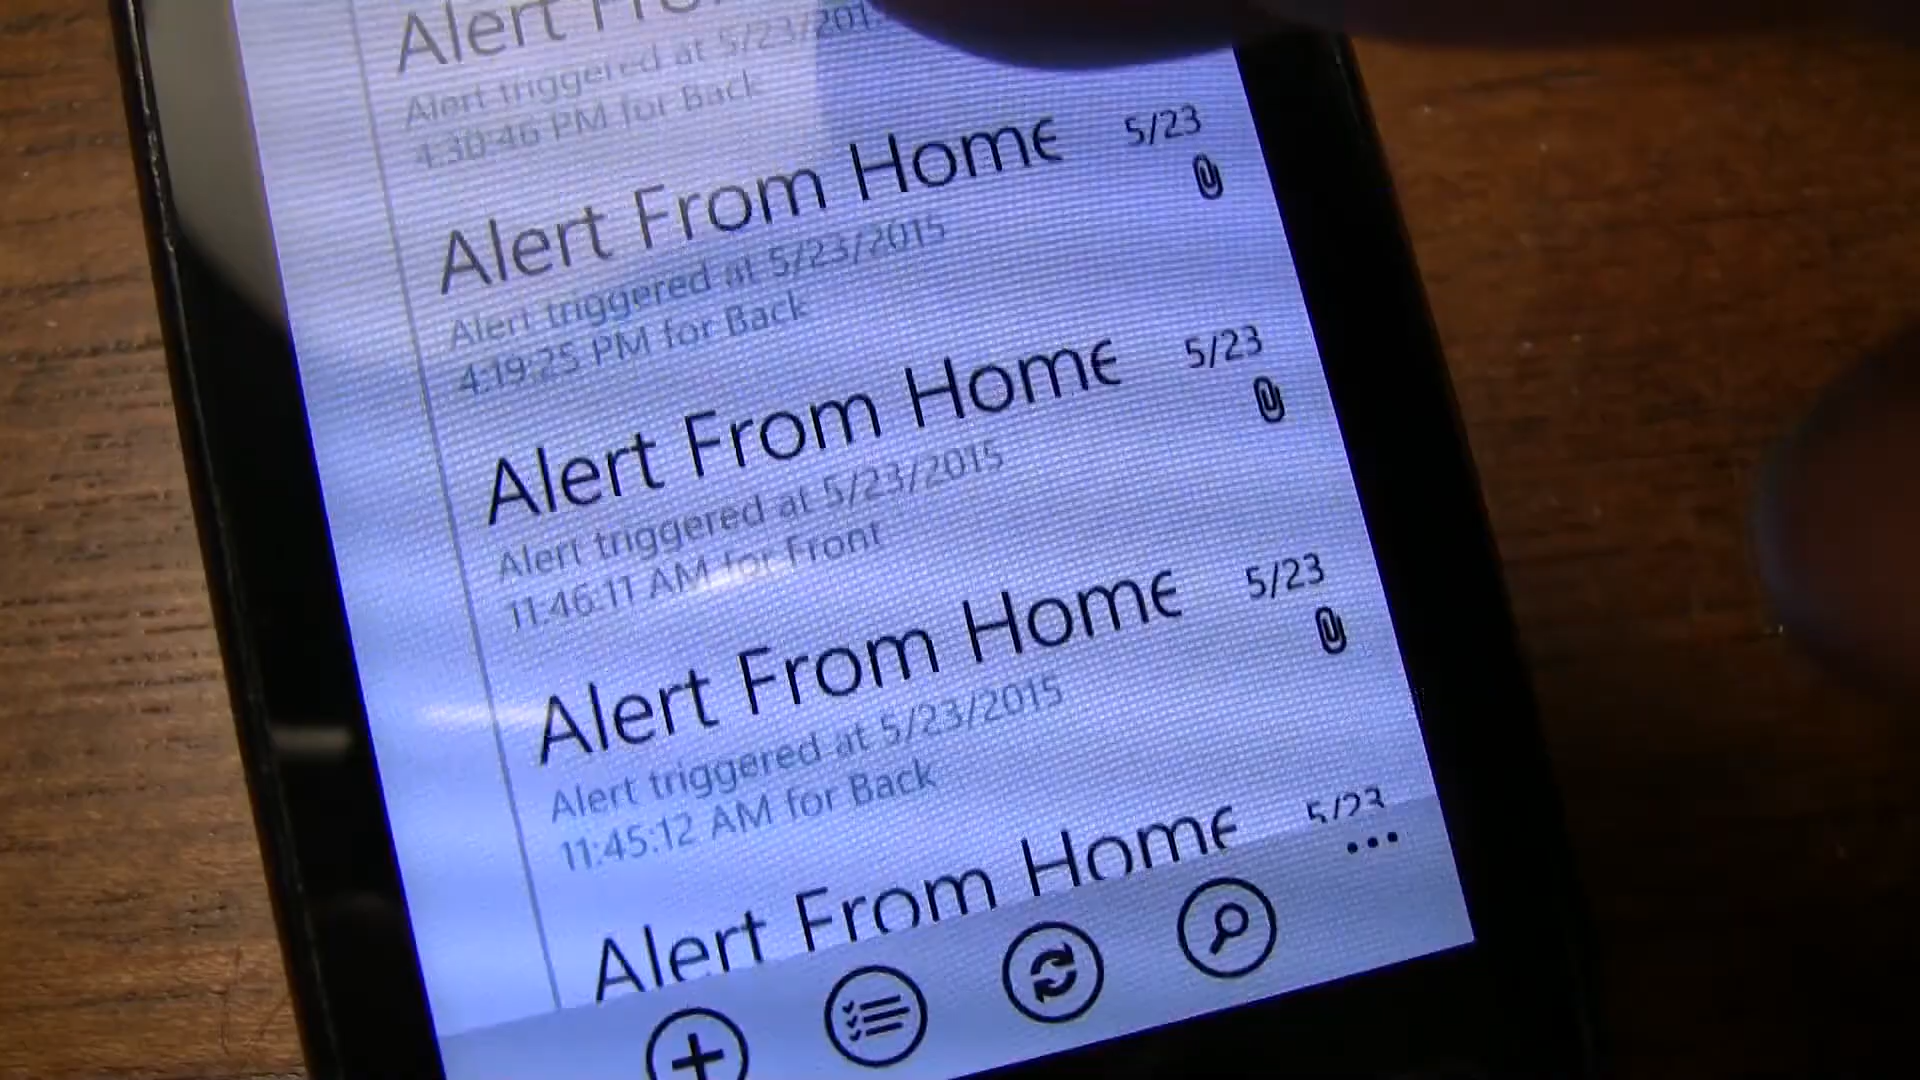 Alert
Alert triggered at 5/23/201
4:30:46 PM for Back
Alert From Home
5/23
Alert triggered at 5/23/2015
4:19:25 PM for Back
Alert From Home
5/23
Alert triggered at 5/23/2015
11:46:11 AM for Front
Alert From Home
5/23
Alert triggered at 5/23/2015
11:45:12 AM for Back
Alert From Home
5/23